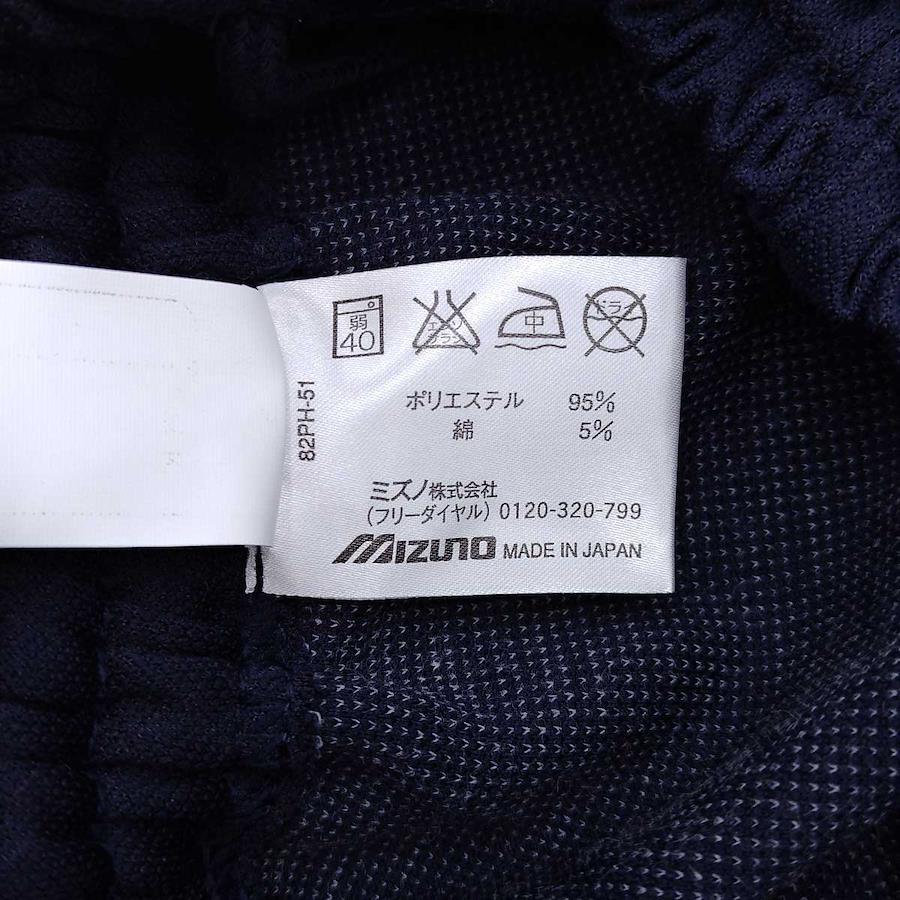 弱
40
エンソ
サラシ
中
ドライ
82PH-51
ポリエステル 95%
綿 5%
ミズノ株式会社
(フリーダイヤル) 0120-320-799
MIZUNO MADE IN JAPAN